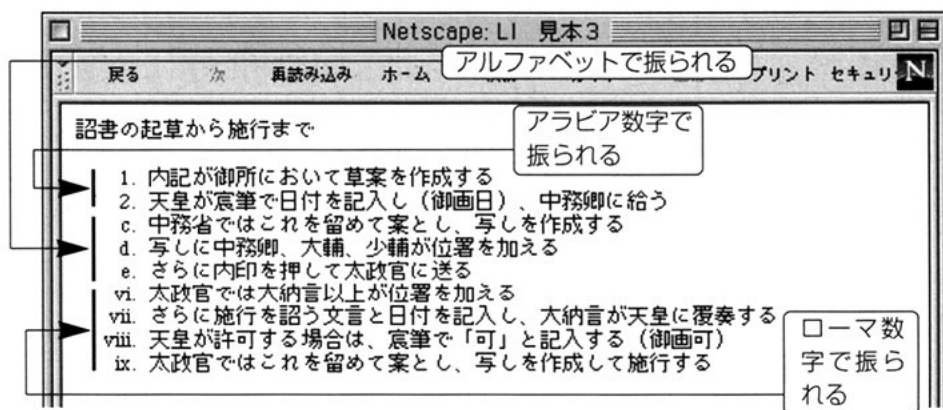 Netscape: LI 見本3
戻る 次 再読み込み ホーム プリント セキュリ N
アルファベットで振られる
詔書の起草から施行まで
アラビア数字で
振られる
1. 内記が御所において草案を作成する
2. 天皇が宸筆で日付を記入し（御画日）、中務卿に給う
c. 中務省ではこれを留めて案とし、写しを作成する
d. 写しに中務卿、大輔、少輔が位署を加える
e. さらに内印を押して太政官に送る
vi. 太政官では大納言以上が位署を加える
vii. さらに施行を詔う文言と日付を記入し、大納言が天皇に覆奏する
viii. 天皇が許可する場合は、宸筆で「可」と記入する（御画可）
ix. 太政官ではこれを留めて案とし、写しを作成して施行する
ローマ数
字で振ら
れる